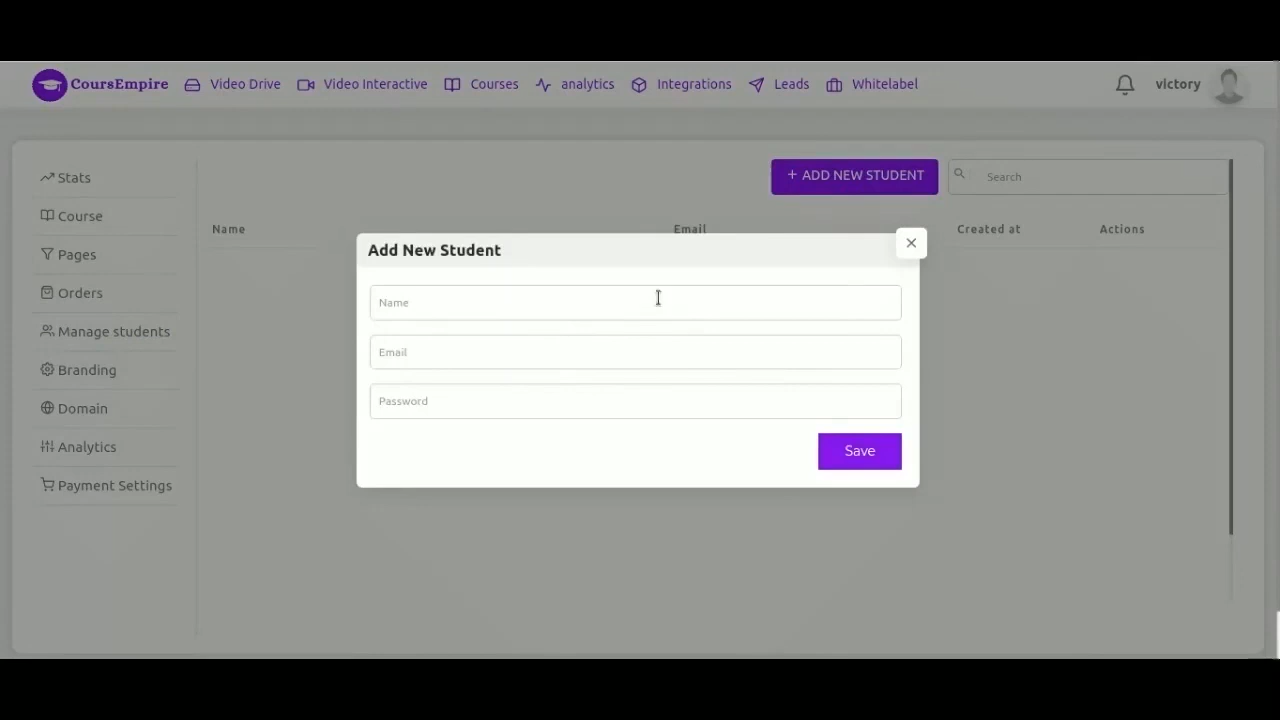 CoursEmpire Video Drive Video Interactive Courses analytics Integrations Leads Whitelabel victory
Stats
Course
Pages
Orders
Manage students
Branding
Domain
Analytics
Payment Settings
+ ADD NEW STUDENT Search
Name Email Created at Actions
Add New Student
Name
Email
Password
Save